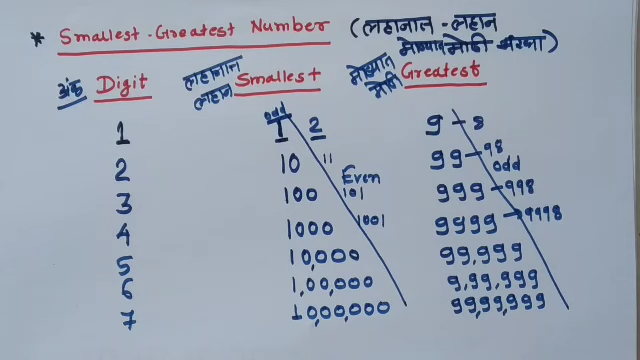 * Smallest-Greatest Number (लहानात - लहान
मोठ्यात मोठी संख्या)
अंक Digit लहानात लहान Smallest मोठ्यात मोठी Greatest
odd
1 1 2 9 - 8
2 10 11 99 - 98
Even odd
3 100 101 999 - 998
4 1000 1001 9999 → 9998
5 10,000 99,999
6 1,00,000 9,99,999
7 10,00,000 99,99,999